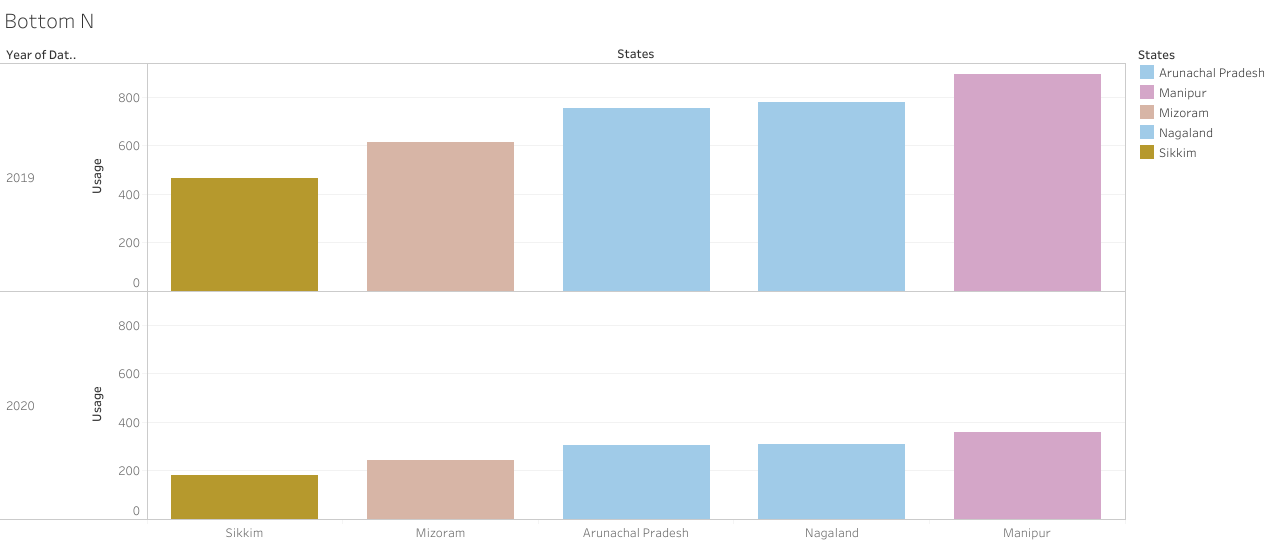 Bottom N
Year of Dat.. States States
Arunachal Pradesh
Manipur
Mizoram
Nagaland
Sikkim
2019
Usage
800
600
400
200
0
2020
Usage
800
600
400
200
0
Sikkim Mizoram Arunachal Pradesh Nagaland Manipur